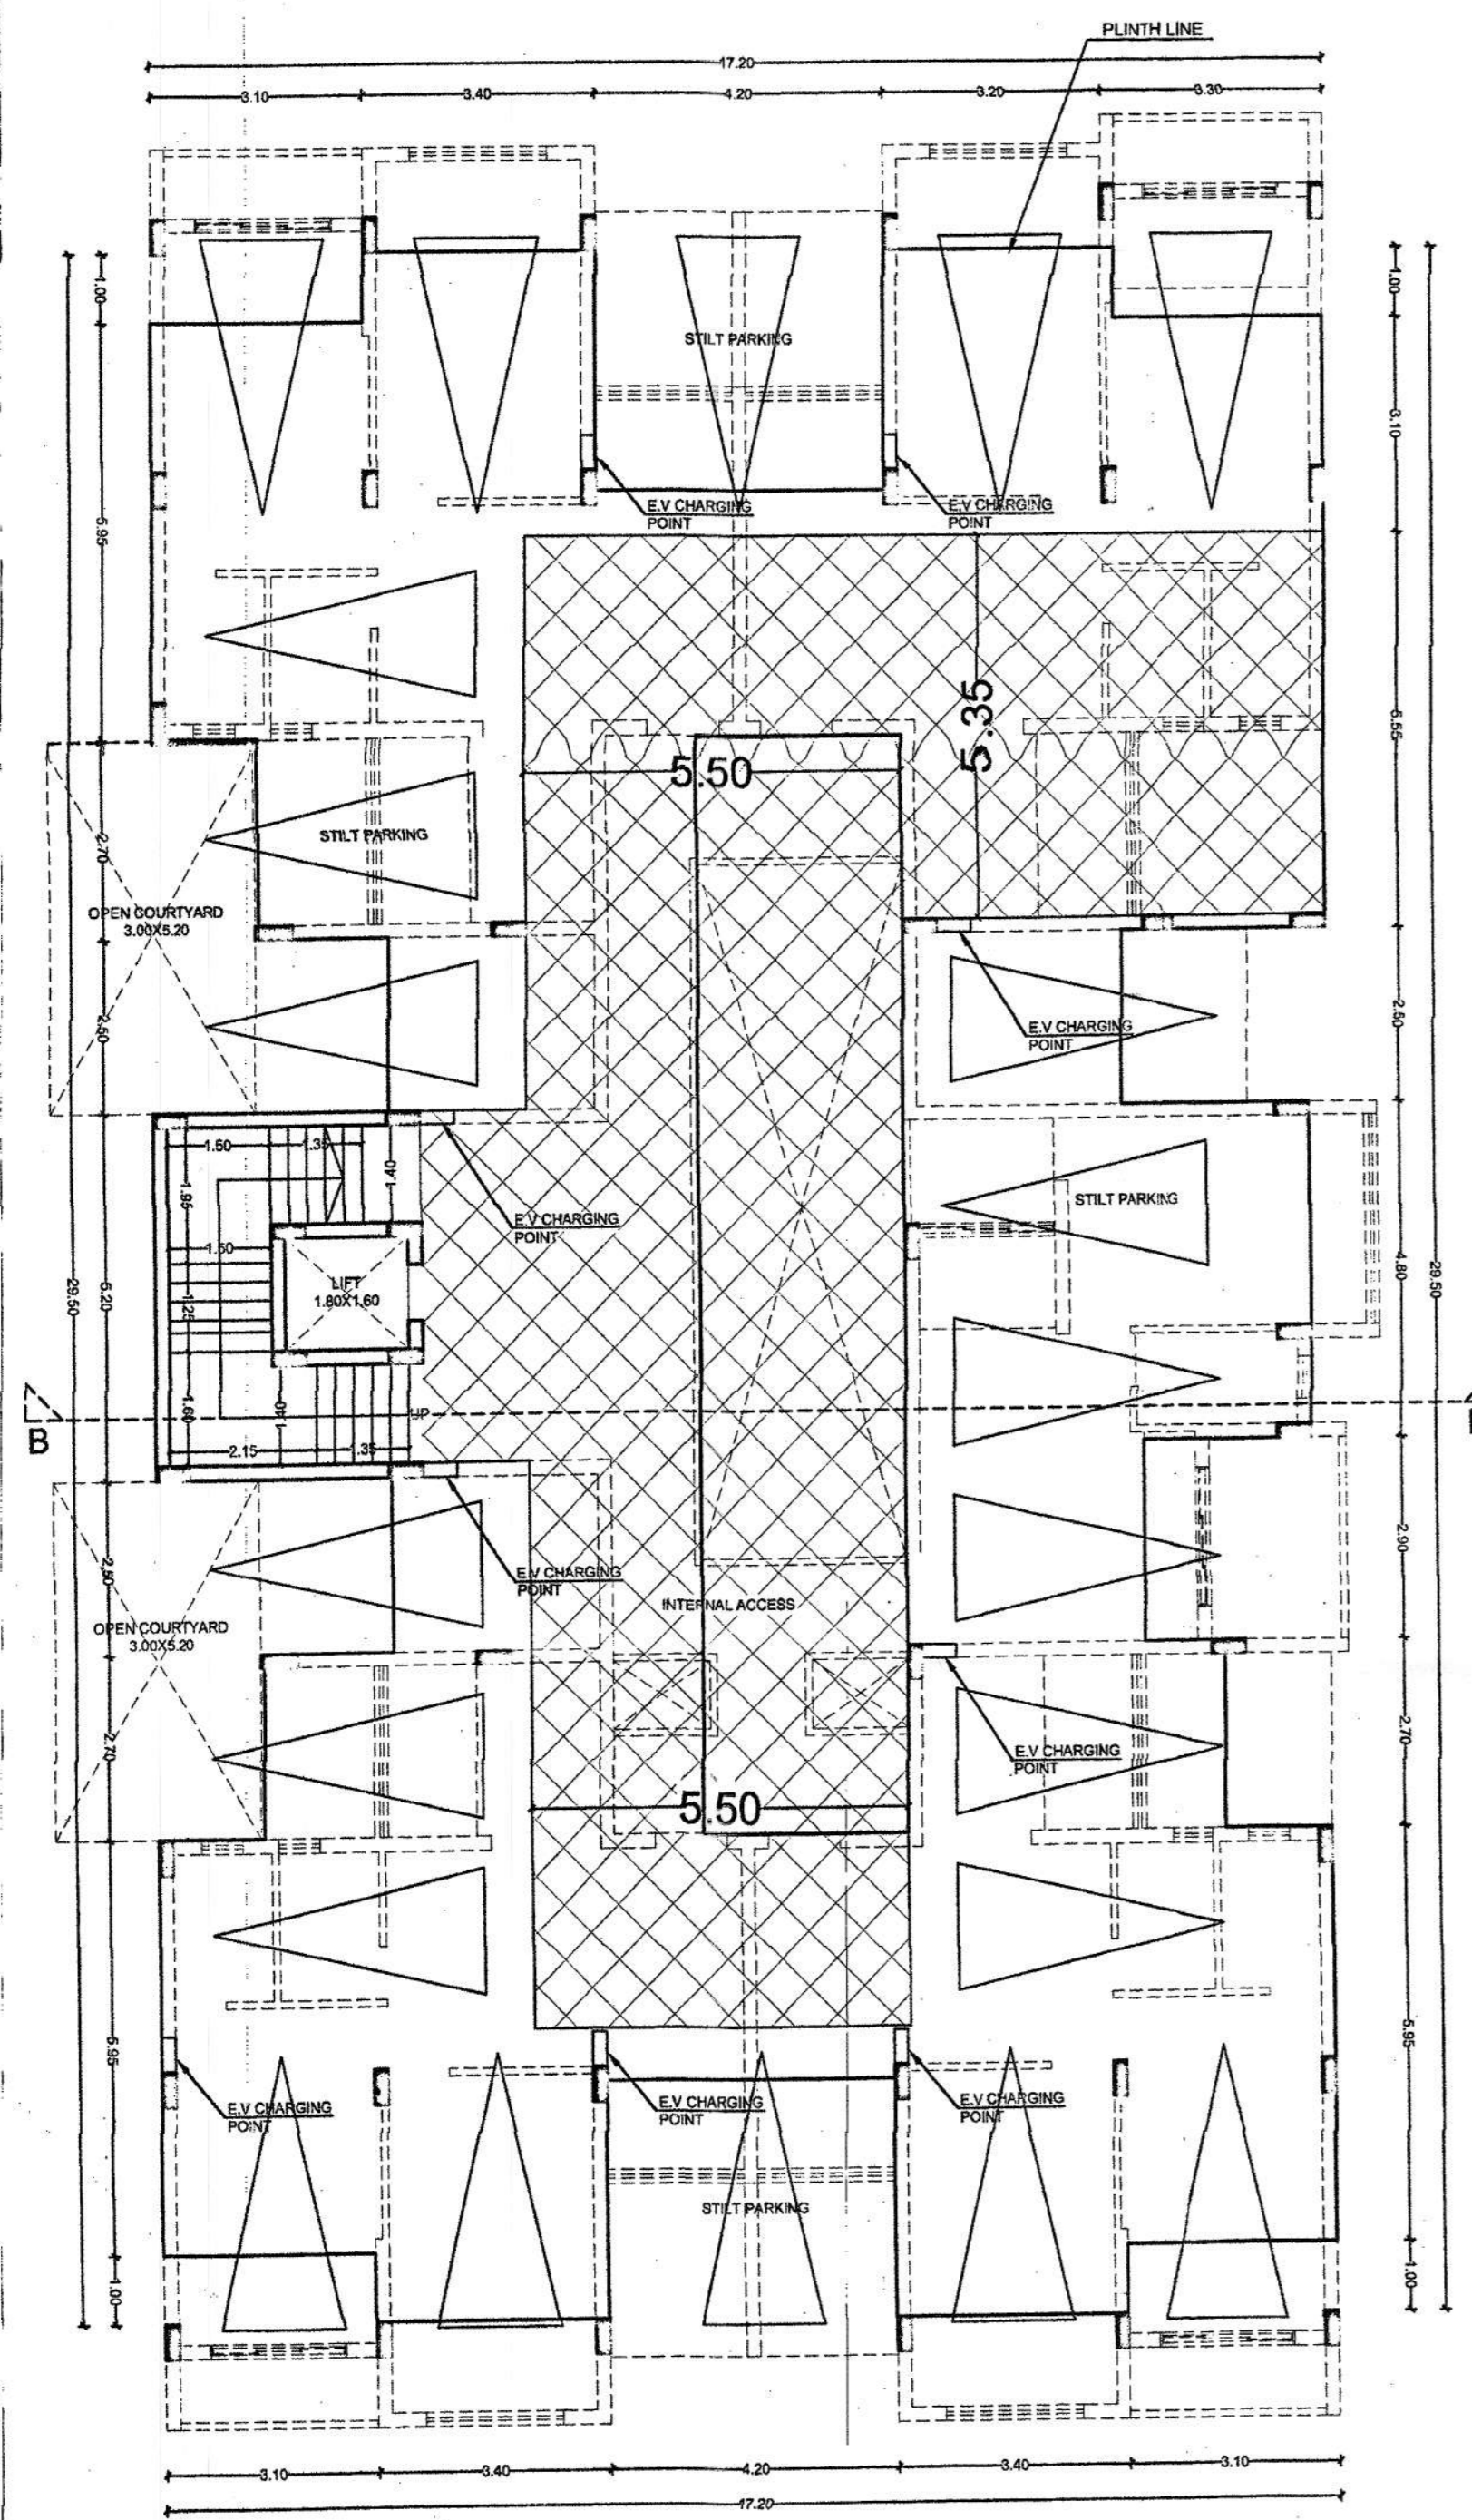 PLINTH LINE
17.20
3.10
3.40
4.20
3.20
3.30
1.00
1.00
STILT PARKING
3.10
E.V CHARGING
POINT
E.V CHARGING
POINT
5.95
5.35
5.55
5.50
2.70
STILT PARKING
OPEN COURTYARD
3.00X5.20
2.50
2.50
E.V CHARGING
POINT
1.60
1.35
1.40
1.95
STILT PARKING
E.V CHARGING
POINT
1.50
LIFT
1.80X1.60
1.25
29.50
5.20
4.80
29.50
1.60
1.40
UP
B
2.15
1.35
2.90
2.50
E.V CHARGING
POINT
INTERNAL ACCESS
OPEN COURTYARD
3.00X5.20
2.70
2.70
E.V CHARGING
POINT
5.50
5.95
5.95
E.V CHARGING
POINT
E.V CHARGING
POINT
E.V CHARGING
POINT
STILT PARKING
1.00
1.00
3.10
3.40
4.20
3.40
3.10
17.20